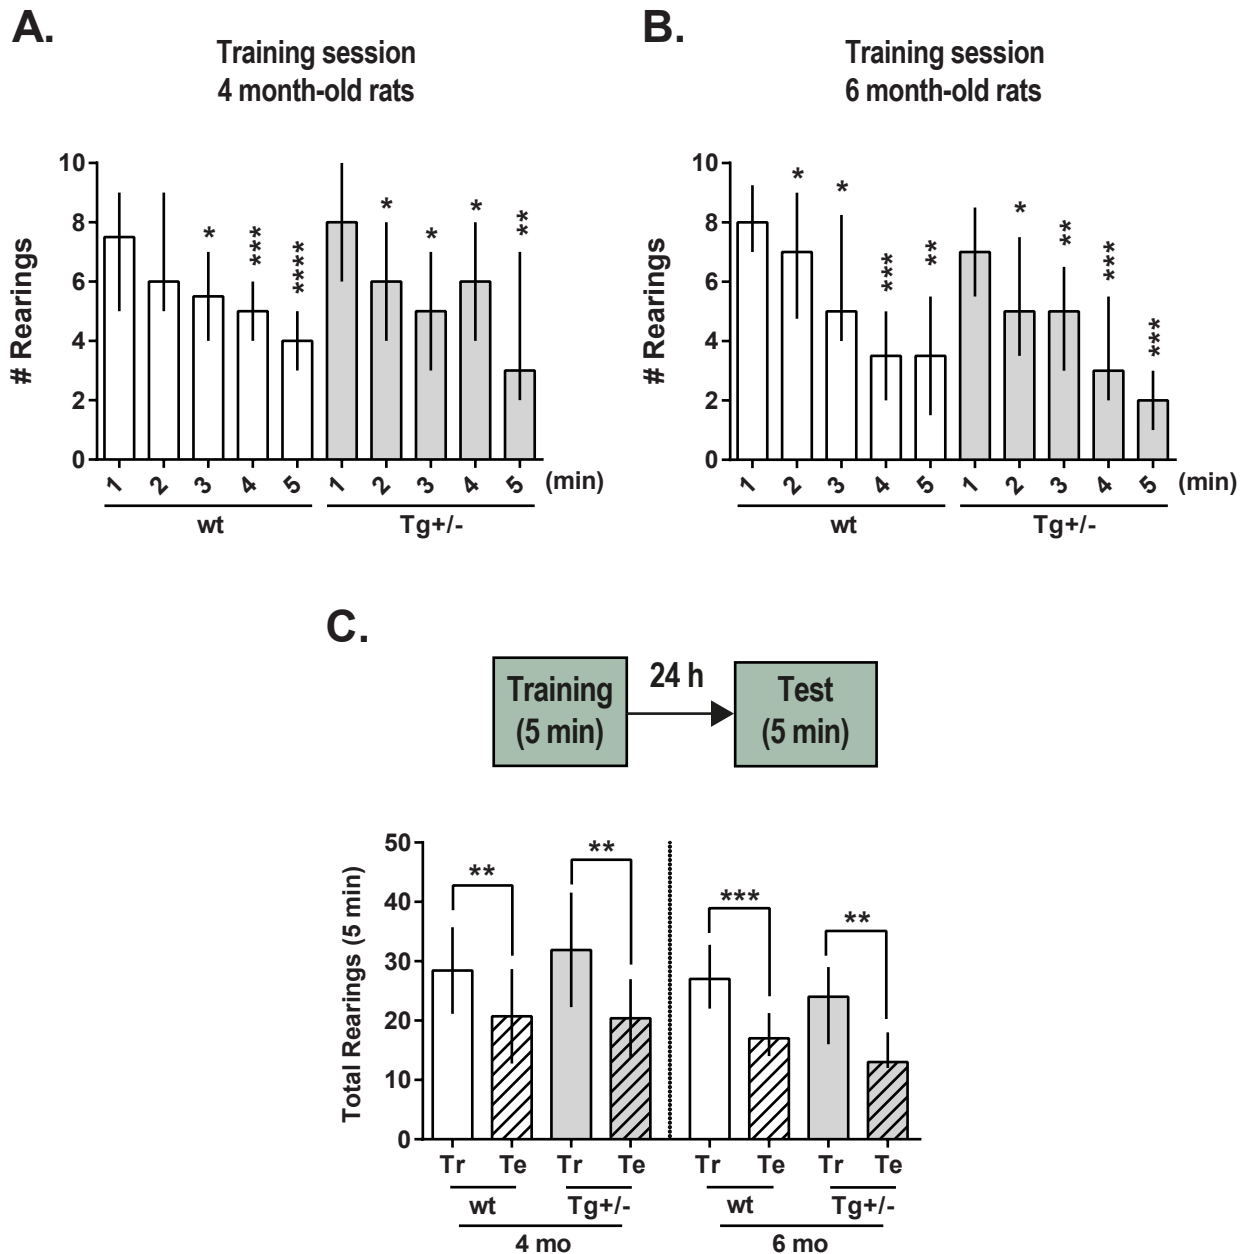 A.
Training session
4 month-old rats
# Rearings
10
8
6
4
2
0
*
***
****
*
*
*
**
1 2 3 4 5 1 2 3 4 5 (min)
wt Tg+/-
B.
Training session
6 month-old rats
# Rearings
10
8
6
4
2
0
*
*
***
**
*
**
***
***
1 2 3 4 5 1 2 3 4 5 (min)
wt Tg+/-
C.
Training
(5 min)
24 h
Test
(5 min)
Total Rearings (5 min)
50
40
30
20
10
0
**
**
***
**
Tr Te Tr Te Tr Te Tr Te
wt Tg+/- wt Tg+/-
4 mo 6 mo